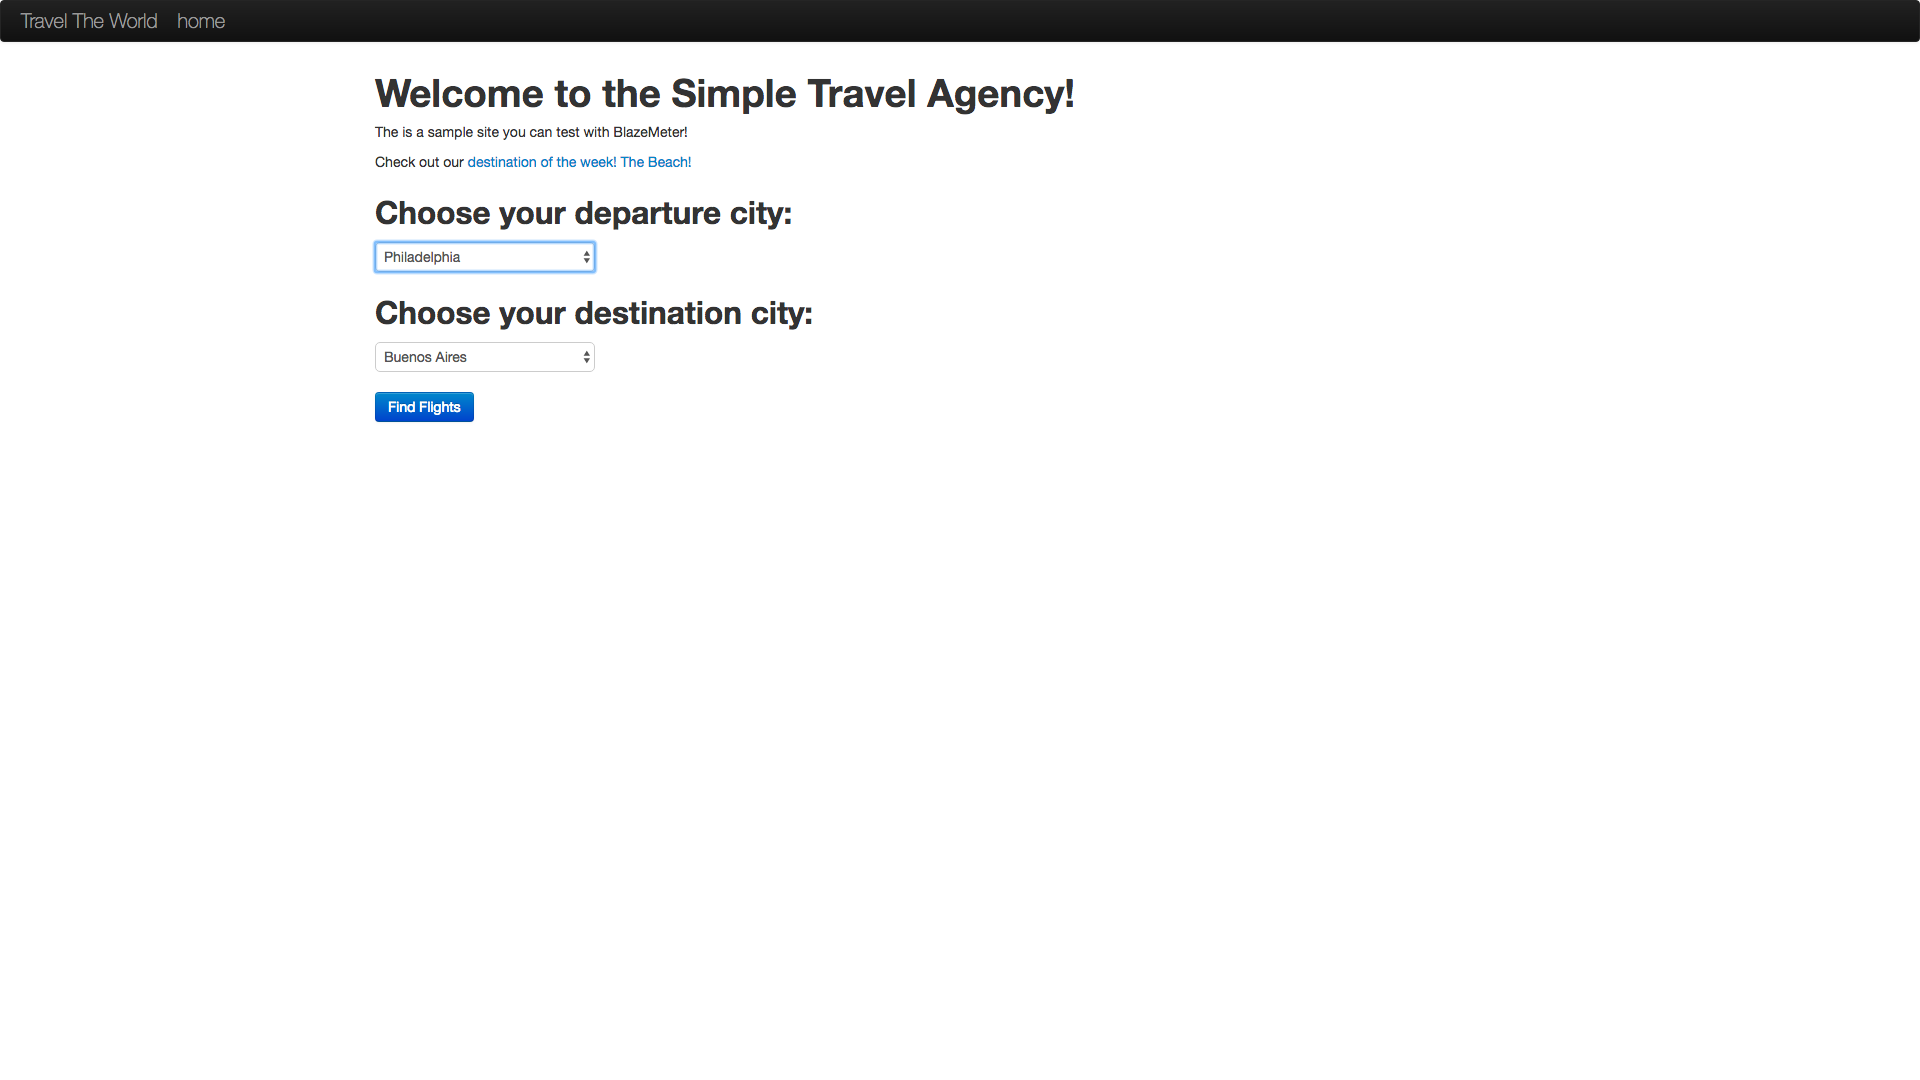 Travel The World home
Welcome to the Simple Travel Agency!
The is a sample site you can test with BlazeMeter!
Check out our destination of the week! The Beach!
Choose your departure city:
Philadelphia
Choose your destination city:
Buenos Aires
Find Flights